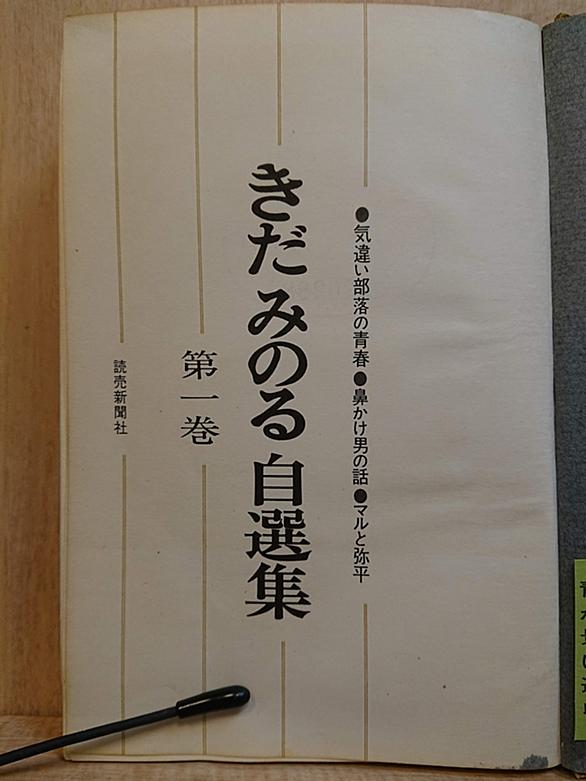 ●気違い部落の青春●鼻かけ男の話●マルと弥平
きだみのる自選集
第一巻
読売新聞社